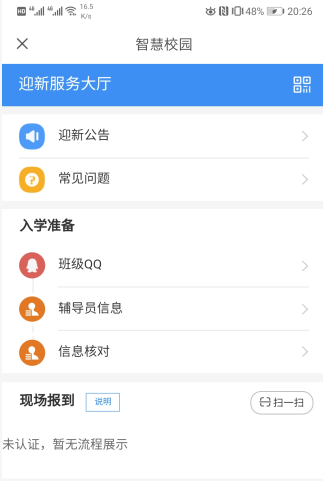 HD 4G 4G 16.5 K/s 48% 20:26
智慧校园
迎新服务大厅
迎新公告
常见问题
入学准备
班级QQ
辅导员信息
信息核对
现场报到 说明 扫一扫
未认证，暂无流程展示